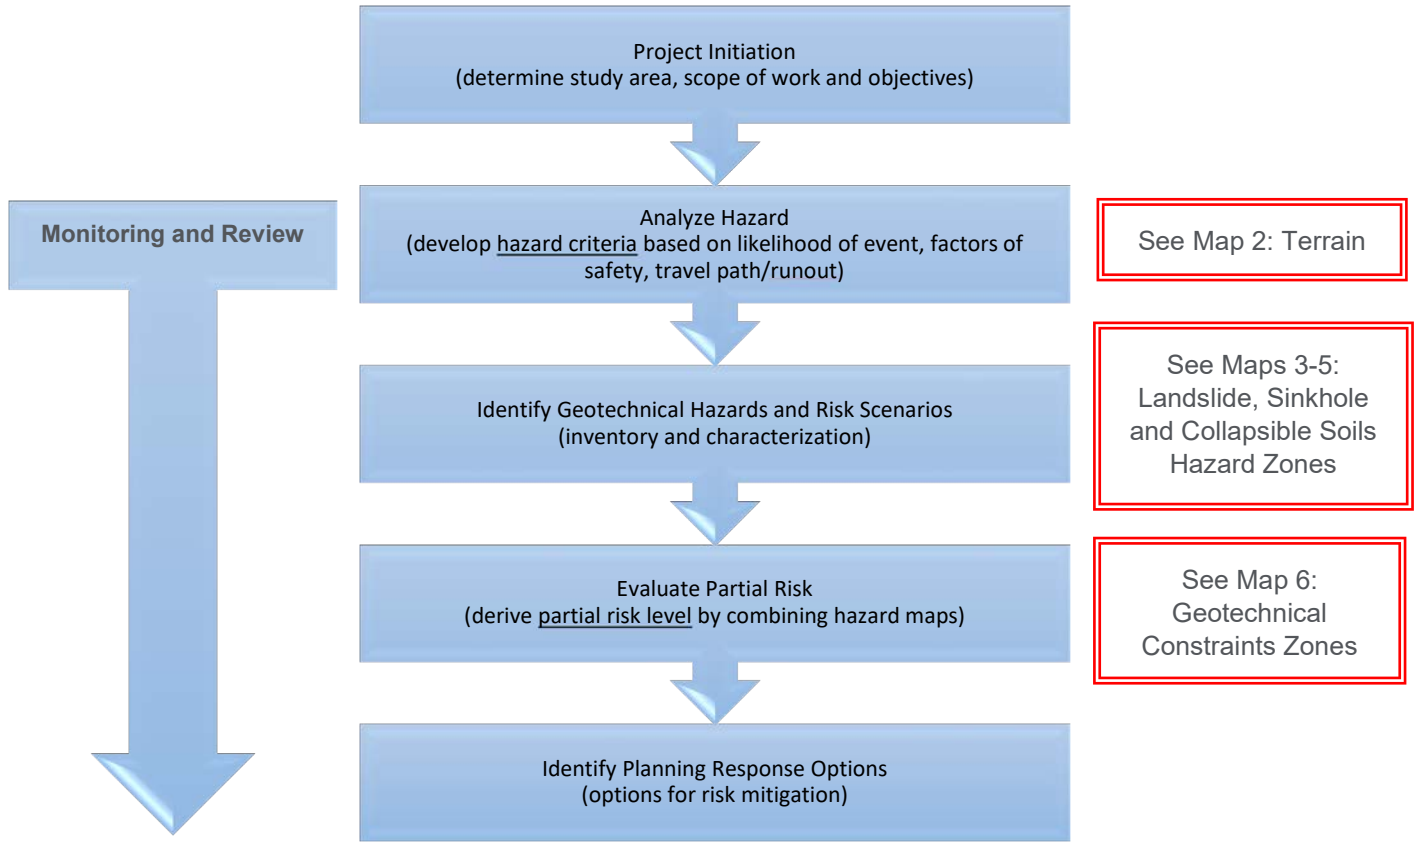 Project Initiation
(determine study area, scope of work and objectives)
Monitoring and Review
Analyze Hazard
(develop hazard criteria based on likelihood of event, factors of
safety, travel path/runout)
See Map 2: Terrain
Identify Geotechnical Hazards and Risk Scenarios
(inventory and characterization)
See Maps 3-5:
Landslide, Sinkhole
and Collapsible Soils
Hazard Zones
Evaluate Partial Risk
(derive partial risk level by combining hazard maps)
See Map 6:
Geotechnical
Constraints Zones
Identify Planning Response Options
(options for risk mitigation)